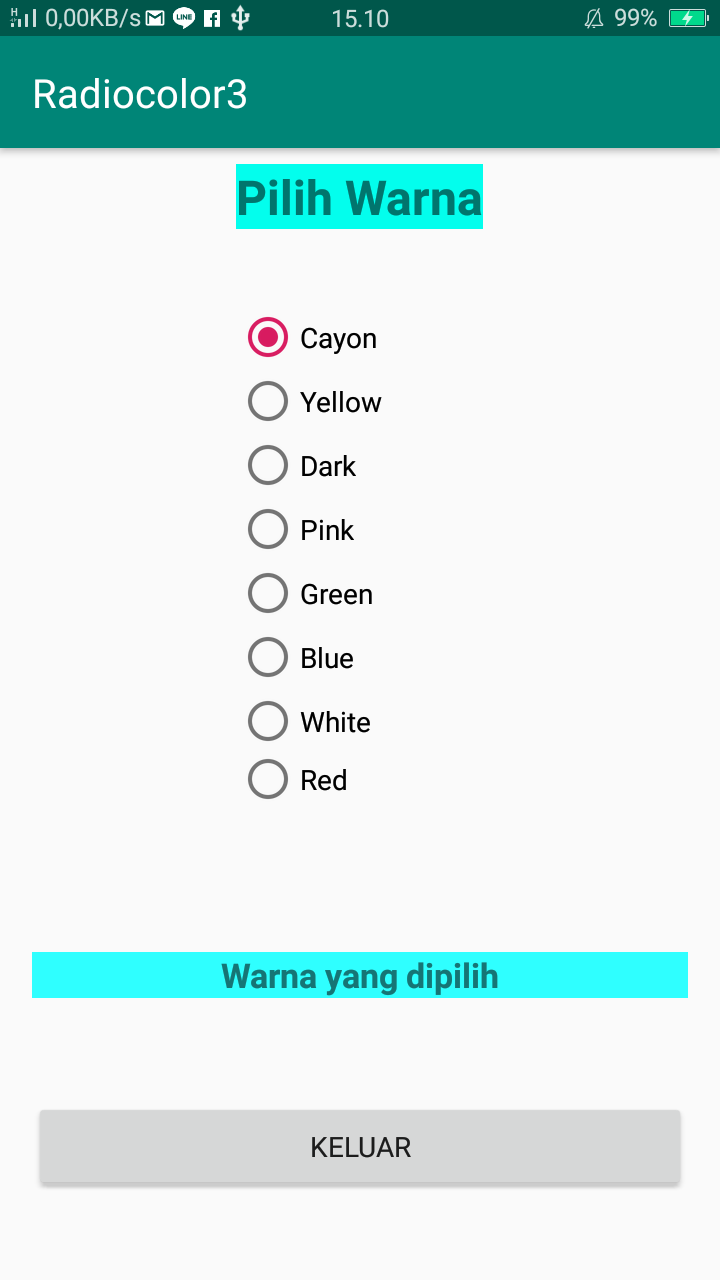 H 0,00KB/s LINE 15.10 99%
Radiocolor3
Pilih Warna
Cayon
Yellow
Dark
Pink
Green
Blue
White
Red
Warna yang dipilih
KELUAR